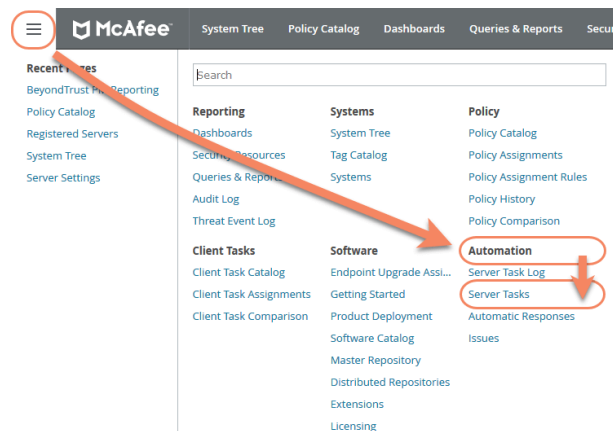 McAfee System Tree Policy Catalog Dashboards Queries & Reports
Recent Pages
BeyondTrust Reporting
Policy Catalog
Registered Servers
System Tree
Server Settings
Search
Reporting
Dashboards
Security Resources
Queries & Reports
Audit Log
Threat Event Log
Systems
System Tree
Tag Catalog
Systems
Policy
Policy Catalog
Policy Assignments
Policy Assignment Rules
Policy History
Policy Comparison
Client Tasks
Client Task Catalog
Client Task Assignments
Client Task Comparison
Software
Endpoint Upgrade Assi...
Getting Started
Product Deployment
Software Catalog
Master Repository
Distributed Repositories
Extensions
Licensing
Automation
Server Task Log
Server Tasks
Automatic Responses
Issues